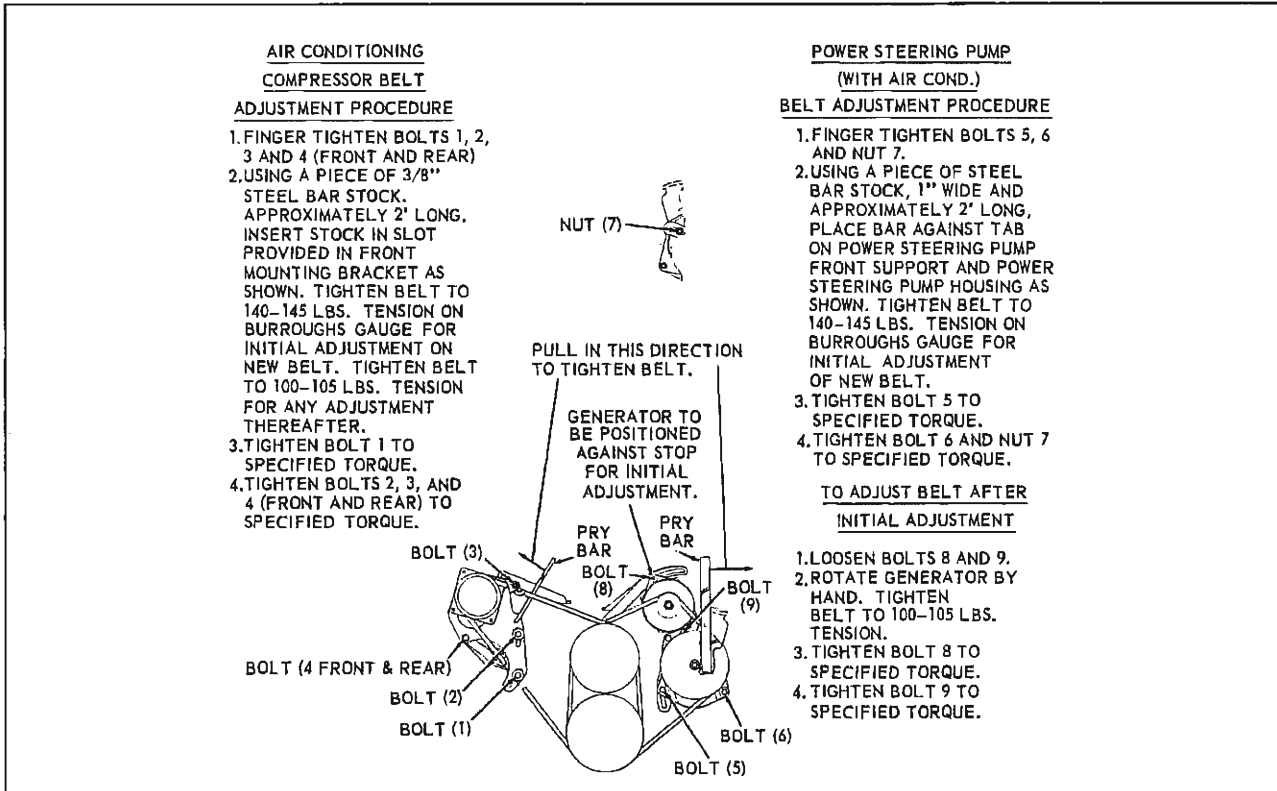 AIR CONDITIONING
COMPRESSOR BELT
ADJUSTMENT PROCEDURE
1. FINGER TIGHTEN BOLTS 1, 2,
3 AND 4 (FRONT AND REAR)
2. USING A PIECE OF 3/8"
STEEL BAR STOCK.
APPROXIMATELY 2' LONG,
INSERT STOCK IN SLOT
PROVIDED IN FRONT
MOUNTING BRACKET AS
SHOWN. TIGHTEN BELT TO
140-145 LBS. TENSION ON
BURROUGHS GAUGE FOR
INITIAL ADJUSTMENT ON
NEW BELT. TIGHTEN BELT
TO 100-105 LBS. TENSION
FOR ANY ADJUSTMENT
THEREAFTER.
3. TIGHTEN BOLT 1 TO
SPECIFIED TORQUE.
4. TIGHTEN BOLTS 2, 3, AND
4 (FRONT AND REAR) TO
SPECIFIED TORQUE.
NUT (7)
PULL IN THIS DIRECTION
TO TIGHTEN BELT.
GENERATOR TO
BE POSITIONED
AGAINST STOP
FOR INITIAL
ADJUSTMENT.
BOLT (3)
PRY
BAR
BOLT
(8)
PRY
BAR
BOLT
(9)
BOLT (4 FRONT & REAR)
BOLT (2)
BOLT (1)
BOLT (6)
BOLT (5)
POWER STEERING PUMP
(WITH AIR COND.)
BELT ADJUSTMENT PROCEDURE
1. FINGER TIGHTEN BOLTS 5, 6
AND NUT 7.
2. USING A PIECE OF STEEL
BAR STOCK, 1" WIDE AND
APPROXIMATELY 2' LONG,
PLACE BAR AGAINST TAB
ON POWER STEERING PUMP
FRONT SUPPORT AND POWER
STEERING PUMP HOUSING AS
SHOWN. TIGHTEN BELT TO
140-145 LBS. TENSION ON
BURROUGHS GAUGE FOR
INITIAL ADJUSTMENT
OF NEW BELT.
3. TIGHTEN BOLT 5 TO
SPECIFIED TORQUE.
4. TIGHTEN BOLT 6 AND NUT 7
TO SPECIFIED TORQUE.
TO ADJUST BELT AFTER
INITIAL ADJUSTMENT
1. LOOSEN BOLTS 8 AND 9.
2. ROTATE GENERATOR BY
HAND. TIGHTEN
BELT TO 100-105 LBS.
TENSION.
3. TIGHTEN BOLT 8 TO
SPECIFIED TORQUE.
4. TIGHTEN BOLT 9 TO
SPECIFIED TORQUE.